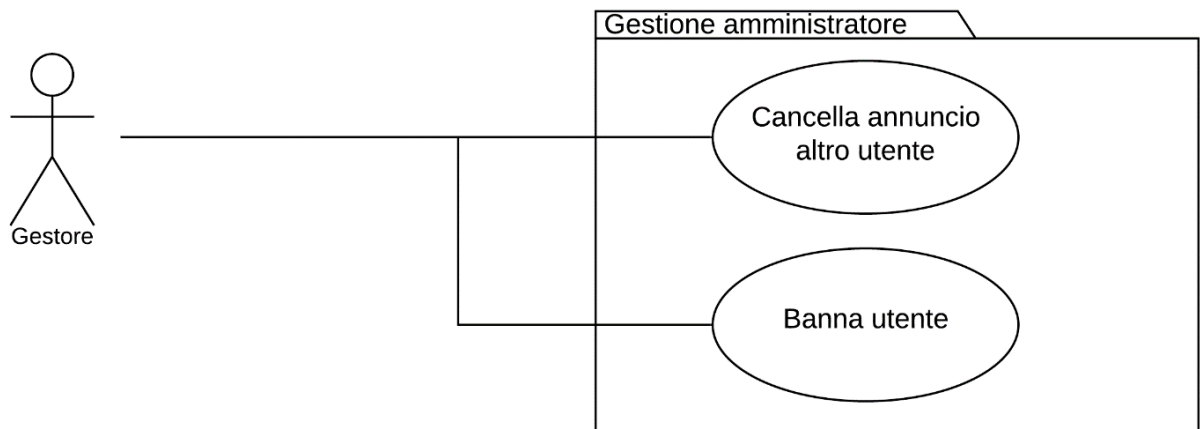 Gestione amministratore
Cancella annuncio
altro utente
Gestore
Banna utente